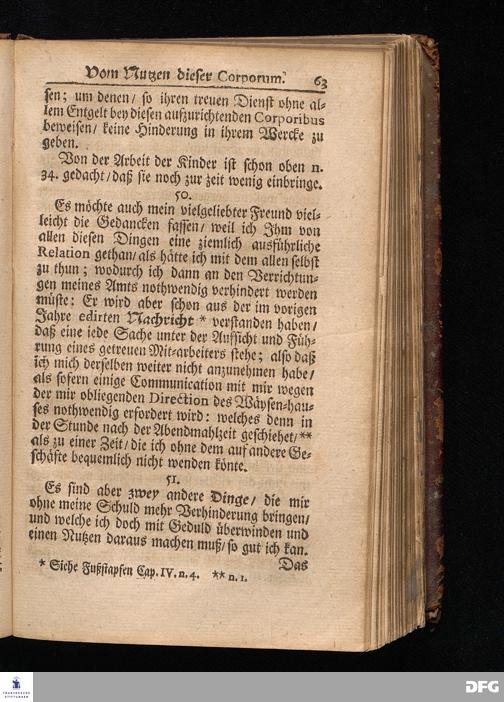 Vom Nutzen dieser Corporum. 63
sen; um denen/ so ihren treuen Dienst ohne al-
lem Entgelt bey diesen aufzurichtenden Corporibus
beweisen/ keine Hinderung in ihrem Wercke zu
geben.
Von der Arbeit der Kinder ist schon oben n.
34. gedacht/ daß sie noch zur zeit wenig einbringe.
50.
Es möchte auch mein vielgeliebter Freund viel-
leicht die Gedancken fassen/ weil ich Ihm von
allen diesen Dingen eine ziemlich ausführliche
Relation gethan/ als hätte ich mit dem allen selbst
zu thun; wodurch ich dann an den Verrichtun-
gen meines Amts nothwendig verhindert werden
müste: Er wird aber schon aus der im vorigen
Jahre edirten Nachricht * verstanden haben/
daß eine iede Sache unter der Aufsicht und Füh-
rung eines getreuen Mit-arbeiters stehe; also daß
ich mich derselben weiter nicht anzunehmen habe/
als sofern einige Communication mit mir wegen
der mir obliegenden Direction des Wäysen-hau-
ses nothwendig erfordert wird: welches denn in
der Stunde nach der Abendmahlzeit geschiehet/**
als zu einer Zeit/ die ich ohne dem auf andere Ge-
schäfte bequemlich nicht wenden könte.
51.
Es sind aber zwey andere Dinge/ die mir
ohne meine Schuld mehr Verhinderung bringen/
und welche ich doch mit Geduld überwinden und
einen Nutzen daraus machen muß/ so gut ich kan.
Das
* Siehe Fußstapfen Cap. IV. n. 4. ** n. 1.
FRANCKESCHE
STIFTUNGEN
DFG